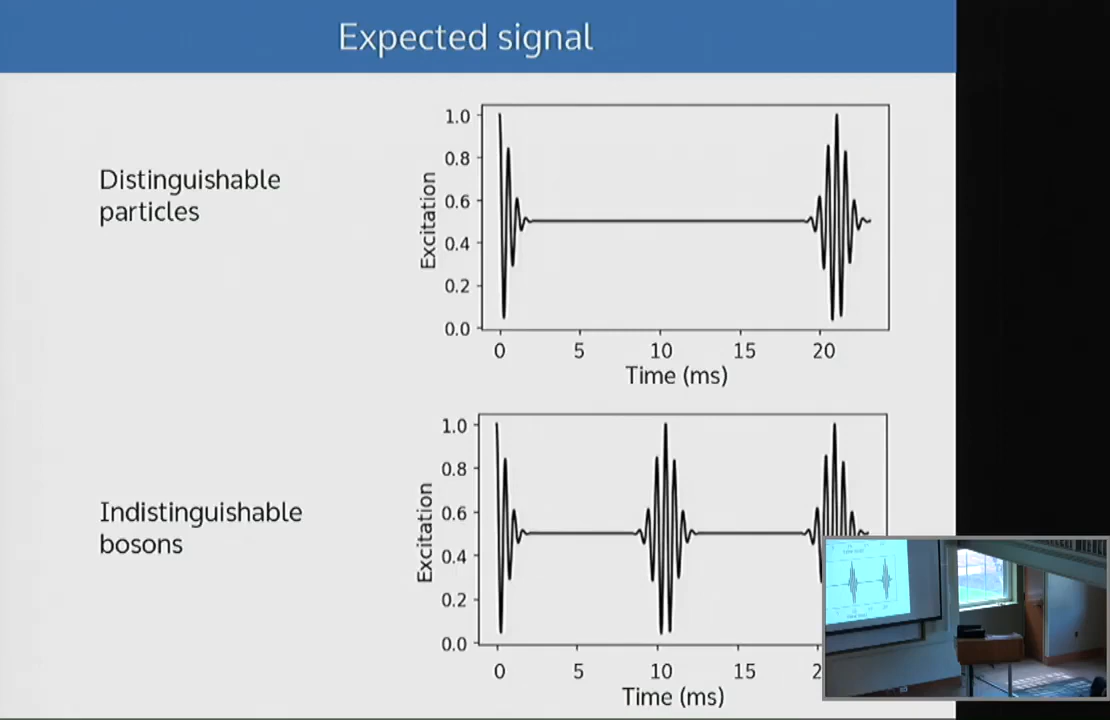 Expected signal
Distinguishable
particles
Excitation
1.0
0.8
0.6
0.4
0.2
0.0
0 5 10 15 20
Time (ms)
Indistinguishable
bosons
Excitation
1.0
0.8
0.6
0.4
0.2
0.0
0 5 10 15 2
Time (ms)